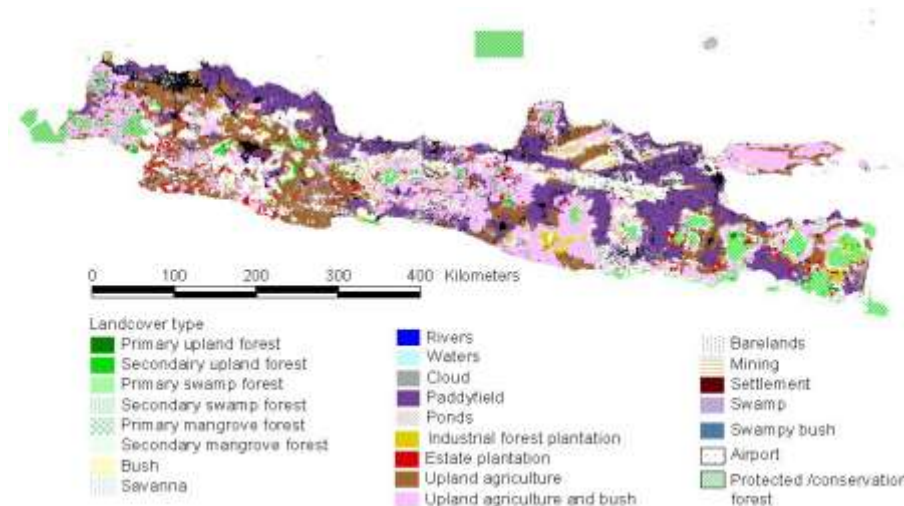 0 100 200 300 400 Kilometers
Landcover type
Primary upland forest
Secondairy upland forest
Primary swamp forest
Secondary swamp forest
Primary mangrove forest
Secondary mangrove forest
Bush
Savanna
Rivers
Waters
Cloud
Paddyfield
Ponds
Industrial forest plantation
Estate plantation
Upland agriculture
Upland agriculture and bush
Barelands
Mining
Settlement
Swamp
Swampy bush
Airport
Protected /conservation
forest